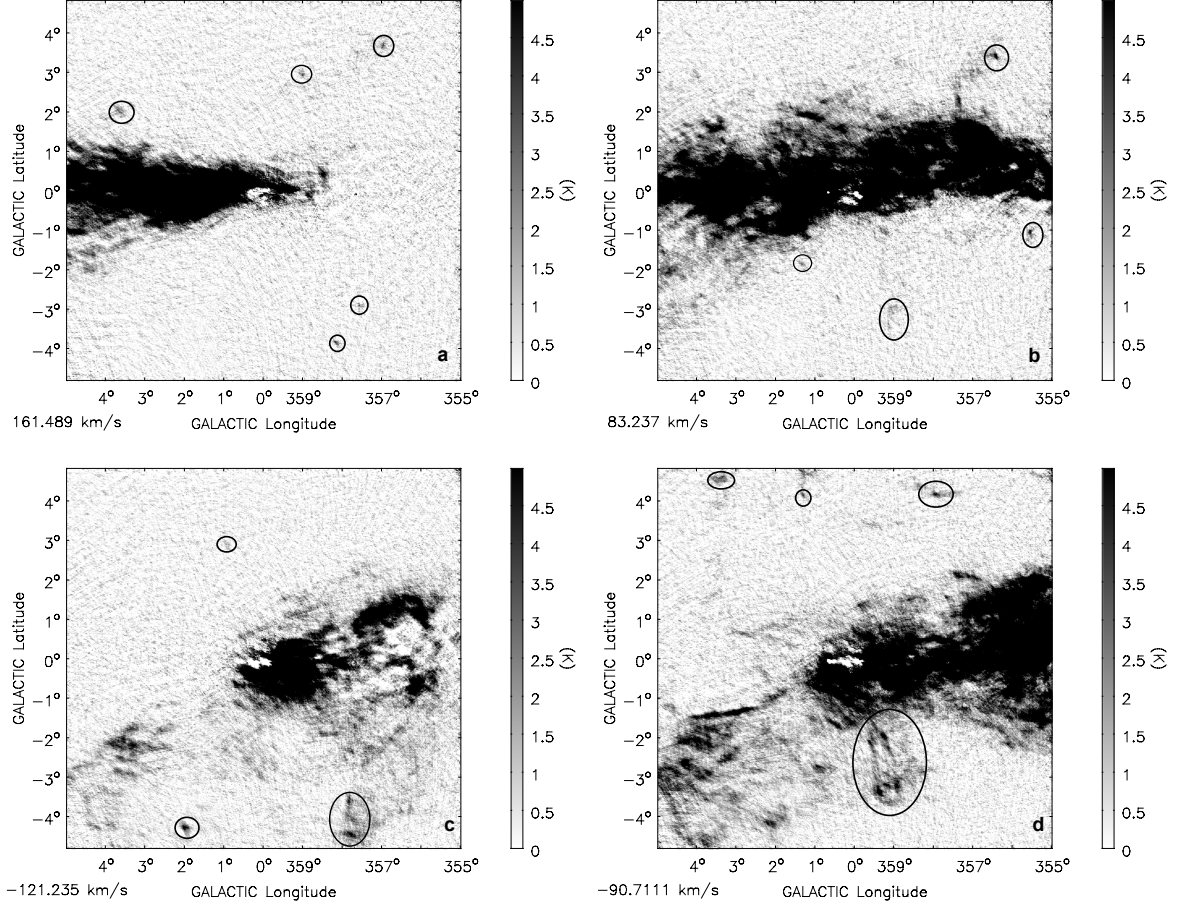 4° 3° 2° 1° 0° −1° −2° −3° −4°
GALACTIC Latitude
4° 3° 2° 1° 0° 359° 357° 355°
161.489 km/s
GALACTIC Longitude
a
4.5 4 3.5 3 2.5 2 1.5 1 0.5 0
(K)
4° 3° 2° 1° 0° −1° −2° −3° −4°
GALACTIC Latitude
4° 3° 2° 1° 0° 359° 357° 355°
83.237 km/s
GALACTIC Longitude
b
4.5 4 3.5 3 2.5 2 1.5 1 0.5 0
(K)
4° 3° 2° 1° 0° −1° −2° −3° −4°
GALACTIC Latitude
4° 3° 2° 1° 0° 359° 357° 355°
−121.235 km/s
GALACTIC Longitude
c
4.5 4 3.5 3 2.5 2 1.5 1 0.5 0
(K)
4° 3° 2° 1° 0° −1° −2° −3° −4°
GALACTIC Latitude
4° 3° 2° 1° 0° 359° 357° 355°
−90.7111 km/s
GALACTIC Longitude
d
4.5 4 3.5 3 2.5 2 1.5 1 0.5 0
(K)